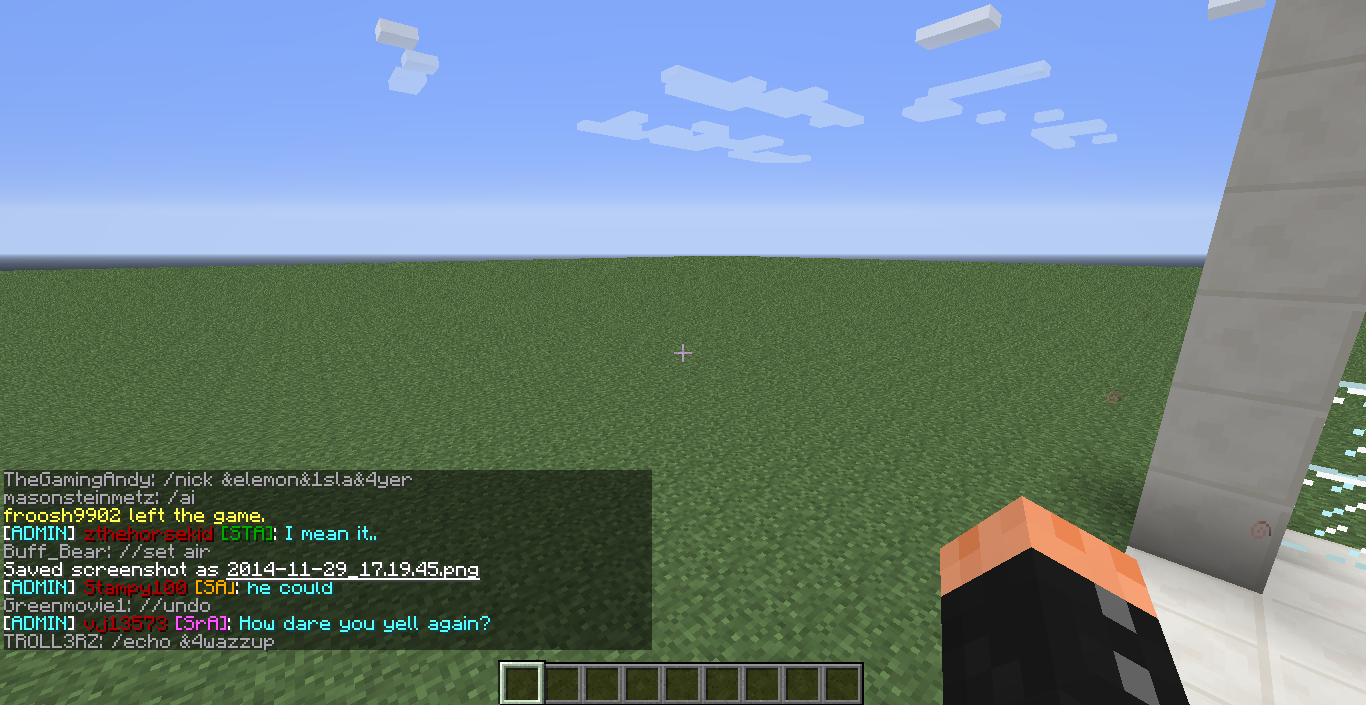 TheGamingAndy: /nick &elemon&1sla&4yer
masonsteinmetz: /ai
froosh9902 left the game.
[ADMIN] zthehorsekid [STA]: I mean it..
Buff_Bear: //set air
Saved screenshot as 2014-11-29_17.19.45.png
[ADMIN] Stampy100 [SA]: he could
Greenmovie1: //undo
[ADMIN] vj13573 [SrA]: How dare you yell again?
TROLL3RZ: /echo &4wazzup